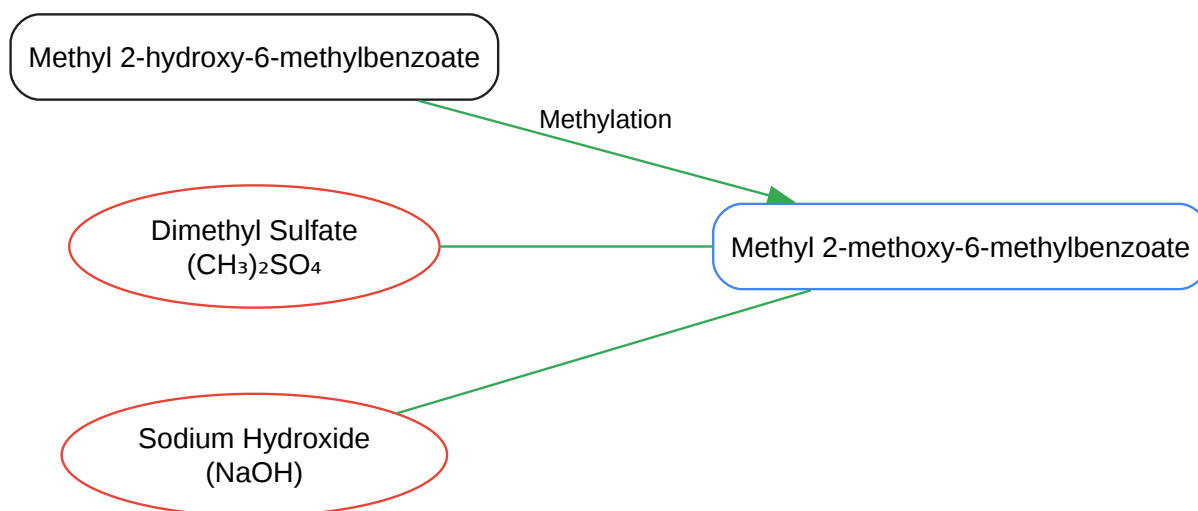 Methyl 2-hydroxy-6-methylbenzoate
Methylation
Dimethyl Sulfate
(CH₃)₂SO₄
Methyl 2-methoxy-6-methylbenzoate
Sodium Hydroxide
(NaOH)